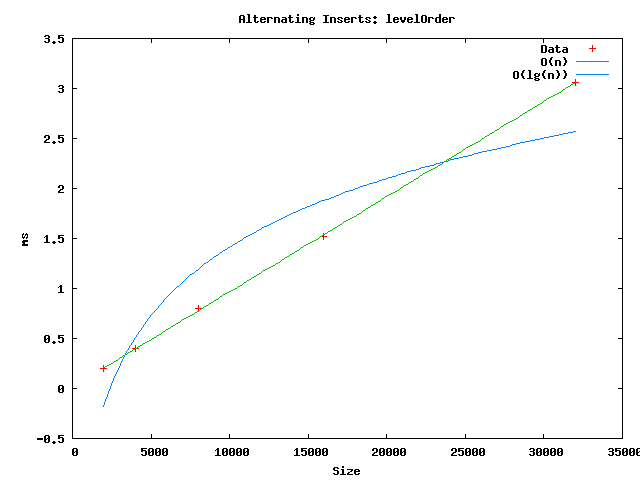 Alternating Inserts: levelOrder
3.5
Data
O(n)
O(lg(n))
3
2.5
2
1.5
1
0.5
0
-0.5
ms
0 5000 10000 15000 20000 25000 30000 35000
Size